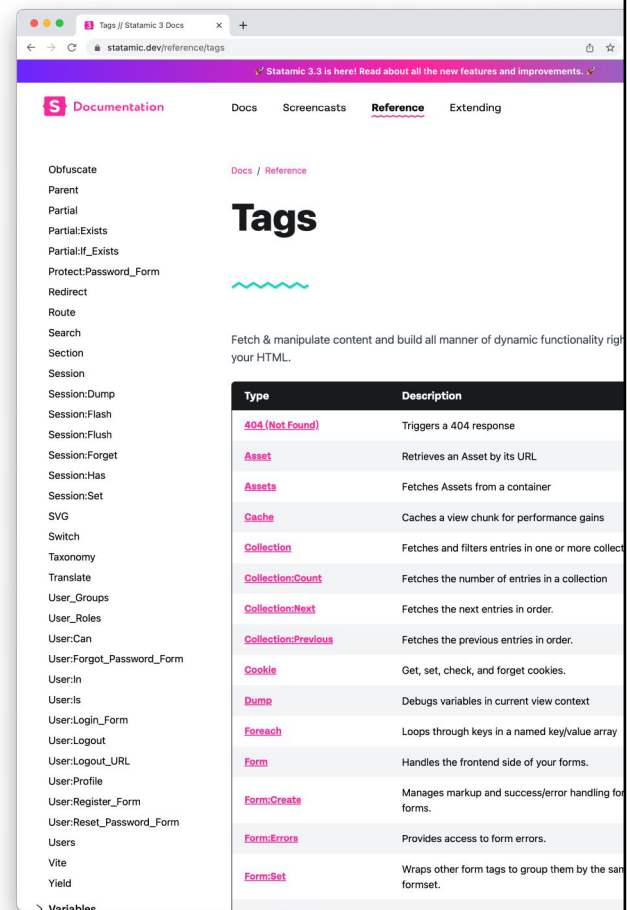 Tags // Statamic 3 Docs
statamic.dev/reference/tags
🚀 Statamic 3.3 is here! Read about all the new features and improvements. 🚀
S Documentation
Docs Screencasts Reference Extending
Obfuscate
Parent
Partial
Partial:Exists
Partial:If_Exists
Protect:Password_Form
Redirect
Route
Search
Section
Session
Session:Dump
Session:Flash
Session:Flush
Session:Forget
Session:Has
Session:Set
SVG
Switch
Taxonomy
Translate
User_Groups
User_Roles
User:Can
User:Forgot_Password_Form
User:In
User:Is
User:Login_Form
User:Logout
User:Logout_URL
User:Profile
User:Register_Form
User:Reset_Password_Form
Users
Vite
Yield
Variables
Docs / Reference
Tags
Fetch & manipulate content and build all manner of dynamic functionality
your HTML.
Type Description
404 (Not Found) Triggers a 404 response
Asset Retrieves an Asset by its URL
Assets Fetches Assets from a container
Cache Caches a view chunk for performance gains
Collection Fetches and filters entries in one or more
Collection:Count Fetches the number of entries in a collection
Collection:Next Fetches the next entries in order.
Collection:Previous Fetches the previous entries in order.
Cookie Get, set, check, and forget cookies.
Dump Debugs variables in current view context
Foreach Loops through keys in a named key/value array
Form Handles the frontend side of your forms.
Form:Create Manages markup and success/error handling for
forms.
Form:Errors Provides access to form errors.
Form:Set Wraps other form tags to group them by the
formset.